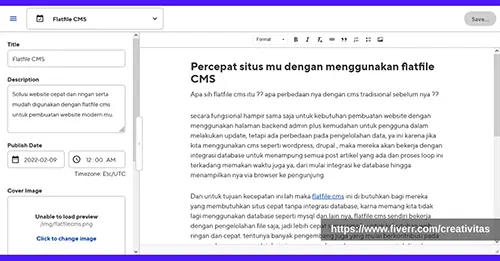 Flatfile CMS
Save...
Title
Flatfile CMS
Description
Solusi website cepat dan ringan serta
mudah digunakan dengan flatfile cms
untuk pembuatan website modern mu.
Publish Date
2022-02-09
12:00 AM
Timezone: Etc/UTC
Cover Image
Unable to load preview
/img/flatfilecms.png
Click to change image
Format
B I
Percepat situs mu dengan menggunakan flatfile
CMS
Apa sih flatfile cms itu ?? apa perbedaan nya dengan cms tradisional sebelum nya ??
secara fungsional hampir sama saja untuk kebutuhan pembuatan website dengan
menggunakan halaman backend admin plus kemudahan untuk pengguna dalam
melakukan update, tetapi ada perbedaan pada pengelolahan data, ya ini karena jika
kita menggunakan cms seperti wordpress, drupal , maka mereka akan bekerja dengan
integrasi database untuk menampung semua post artikel yang ada dan proses loop ini
terkadang memakan waktu juga ya, dari mulai integrasi ke database hingga
menampilkan nya via browser ke pengunjung
Dan untuk tujuan kecepatan ini lah maka flatfile cms ini di butuhkan bagi mereka
yang membutuhkan situs cepat tanpa integrasi database, karna memang kita tidak
lagi menggunakan database seperti mysql dan lain nya, flatfile cms sendiri bekerja
dengan pengelolahan file saja, jadi lebih cepat
ringan dan cepat. tentunya banyak pengembang juga yang mulai berkontribusi pada
https://www.fiverr.com/creativitas